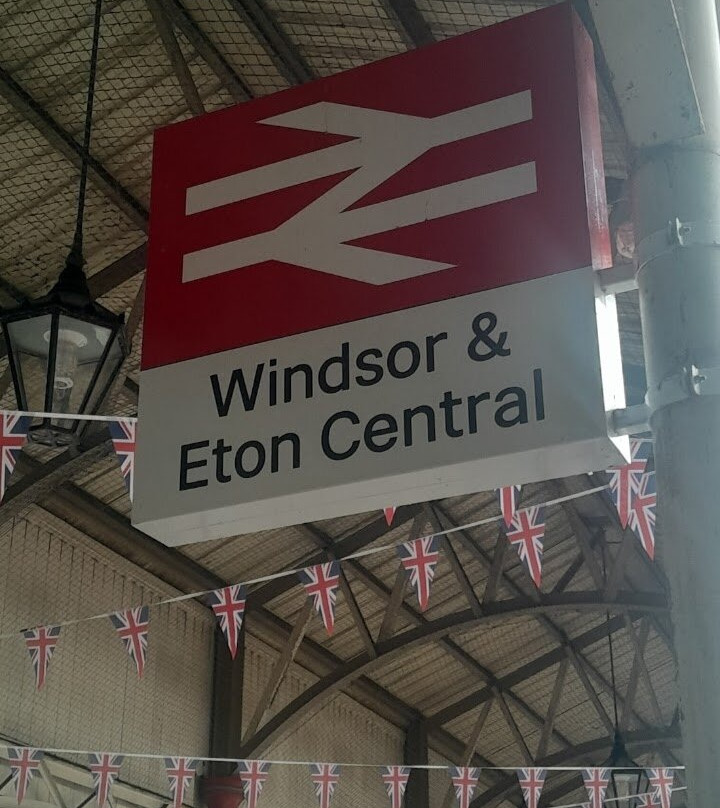 Windsor &
Eton Central